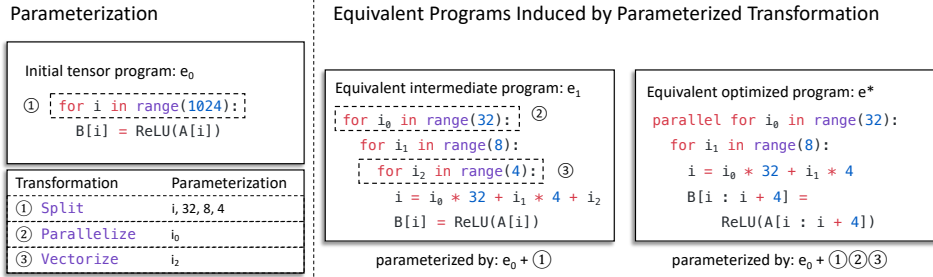 Parameterization
Initial tensor program: e₀
① for i in range(1024):
B[i] = ReLU(A[i])
Transformation Parameterization
① Split i, 32, 8, 4
② Parallelize i₀
③ Vectorize i₂
Equivalent Programs Induced by Parameterized Transformation
Equivalent intermediate program: e₁
for i₀ in range(32): ②
for i₁ in range(8):
for i₂ in range(4): ③
i = i₀ * 32 + i₁ * 4 + i₂
B[i] = ReLU(A[i])
parameterized by: e₀ + ①
Equivalent optimized program: e*
parallel for i₀ in range(32):
for i₁ in range(8):
i = i₀ * 32 + i₁ * 4
B[i : i + 4] =
ReLU(A[i : i + 4])
parameterized by: e₀ + ①②③